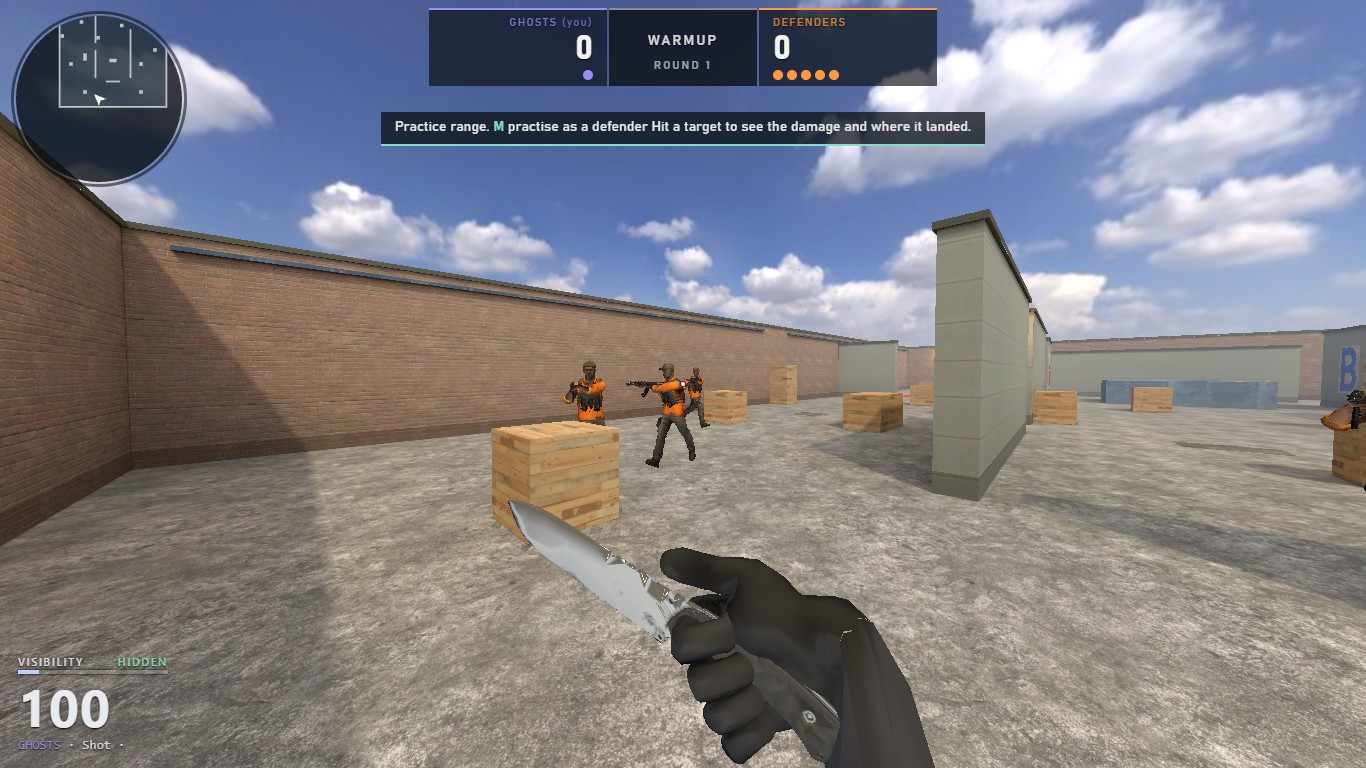 GHOSTS (you)
0
WARMUP
ROUND 1
DEFENDERS
0
Practice range. M practise as a defender Hit a target to see the damage and where it landed.
B
VISIBILITY HIDDEN
100
GHOSTS · Shot ·